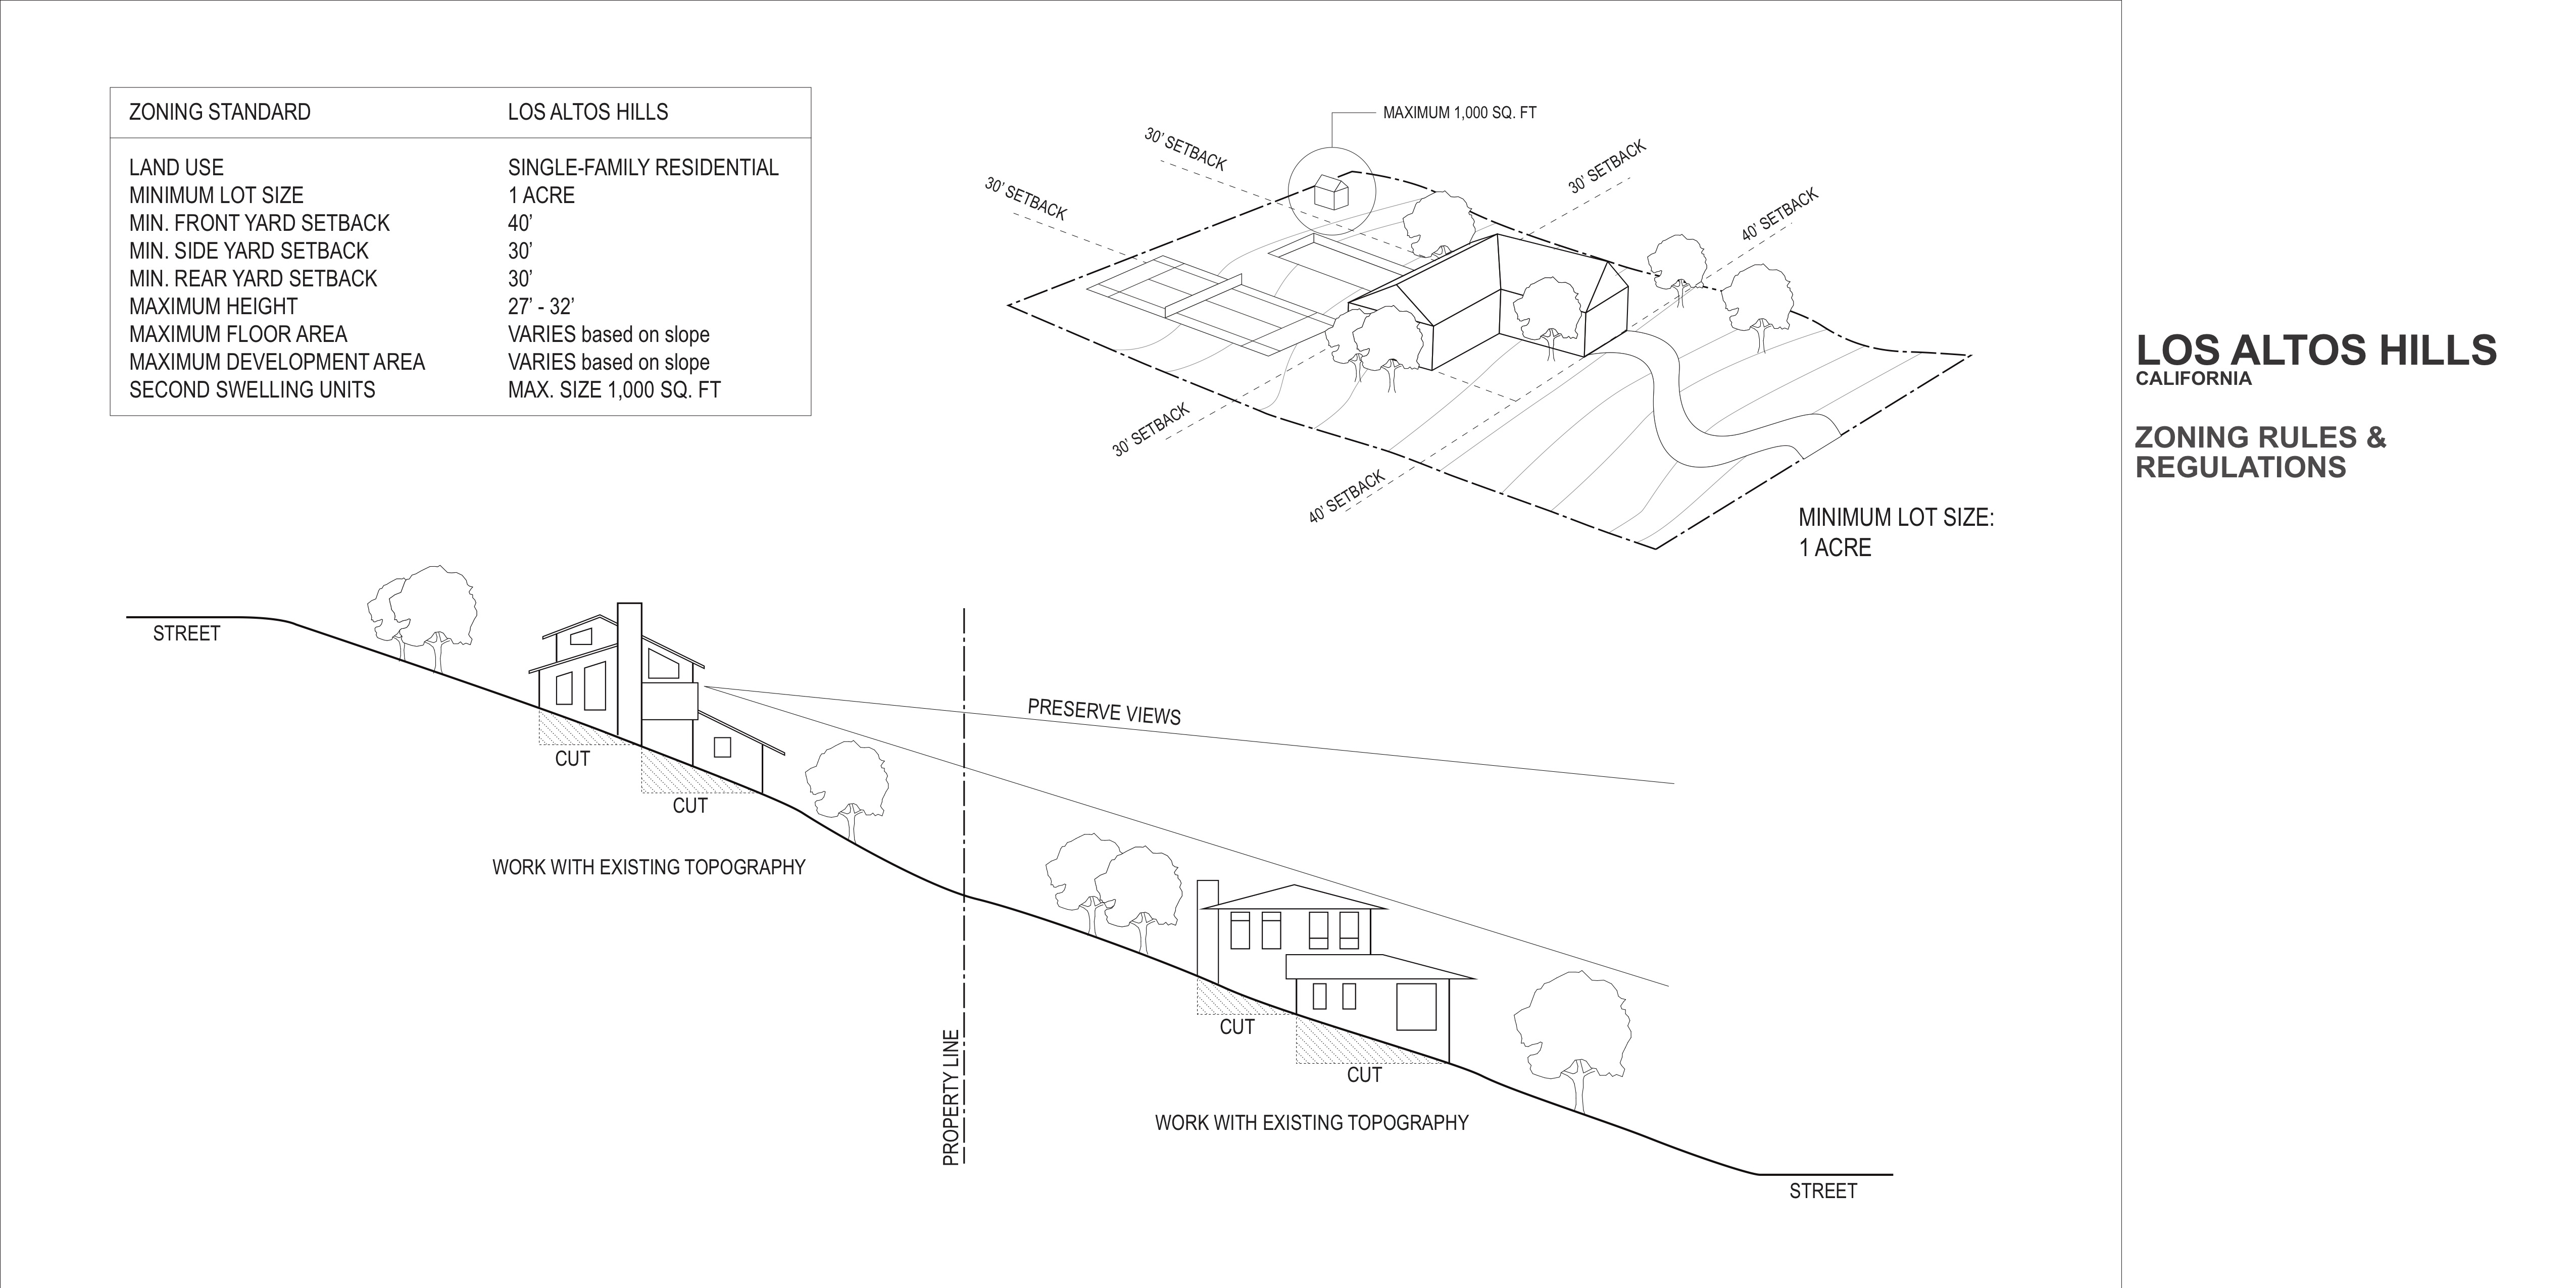 ZONING STANDARD LOS ALTOS HILLS
LAND USE SINGLE-FAMILY RESIDENTIAL
MINIMUM LOT SIZE 1 ACRE
MIN. FRONT YARD SETBACK 40’
MIN. SIDE YARD SETBACK 30’
MIN. REAR YARD SETBACK 30’
MAXIMUM HEIGHT 27’ - 32’
MAXIMUM FLOOR AREA VARIES based on slope
MAXIMUM DEVELOPMENT AREA VARIES based on slope
SECOND SWELLING UNITS MAX. SIZE 1,000 SQ. FT
MAXIMUM 1,000 SQ. FT
30’ SETBACK
30’ SETBACK
30’ SETBACK
40’ SETBACK
30’ SETBACK
40’ SETBACK
MINIMUM LOT SIZE:
1 ACRE
LOS ALTOS HILLS
CALIFORNIA
ZONING RULES &
REGULATIONS
STREET
PRESERVE VIEWS
CUT
CUT
WORK WITH EXISTING TOPOGRAPHY
PROPERTY LINE
CUT
CUT
WORK WITH EXISTING TOPOGRAPHY
STREET